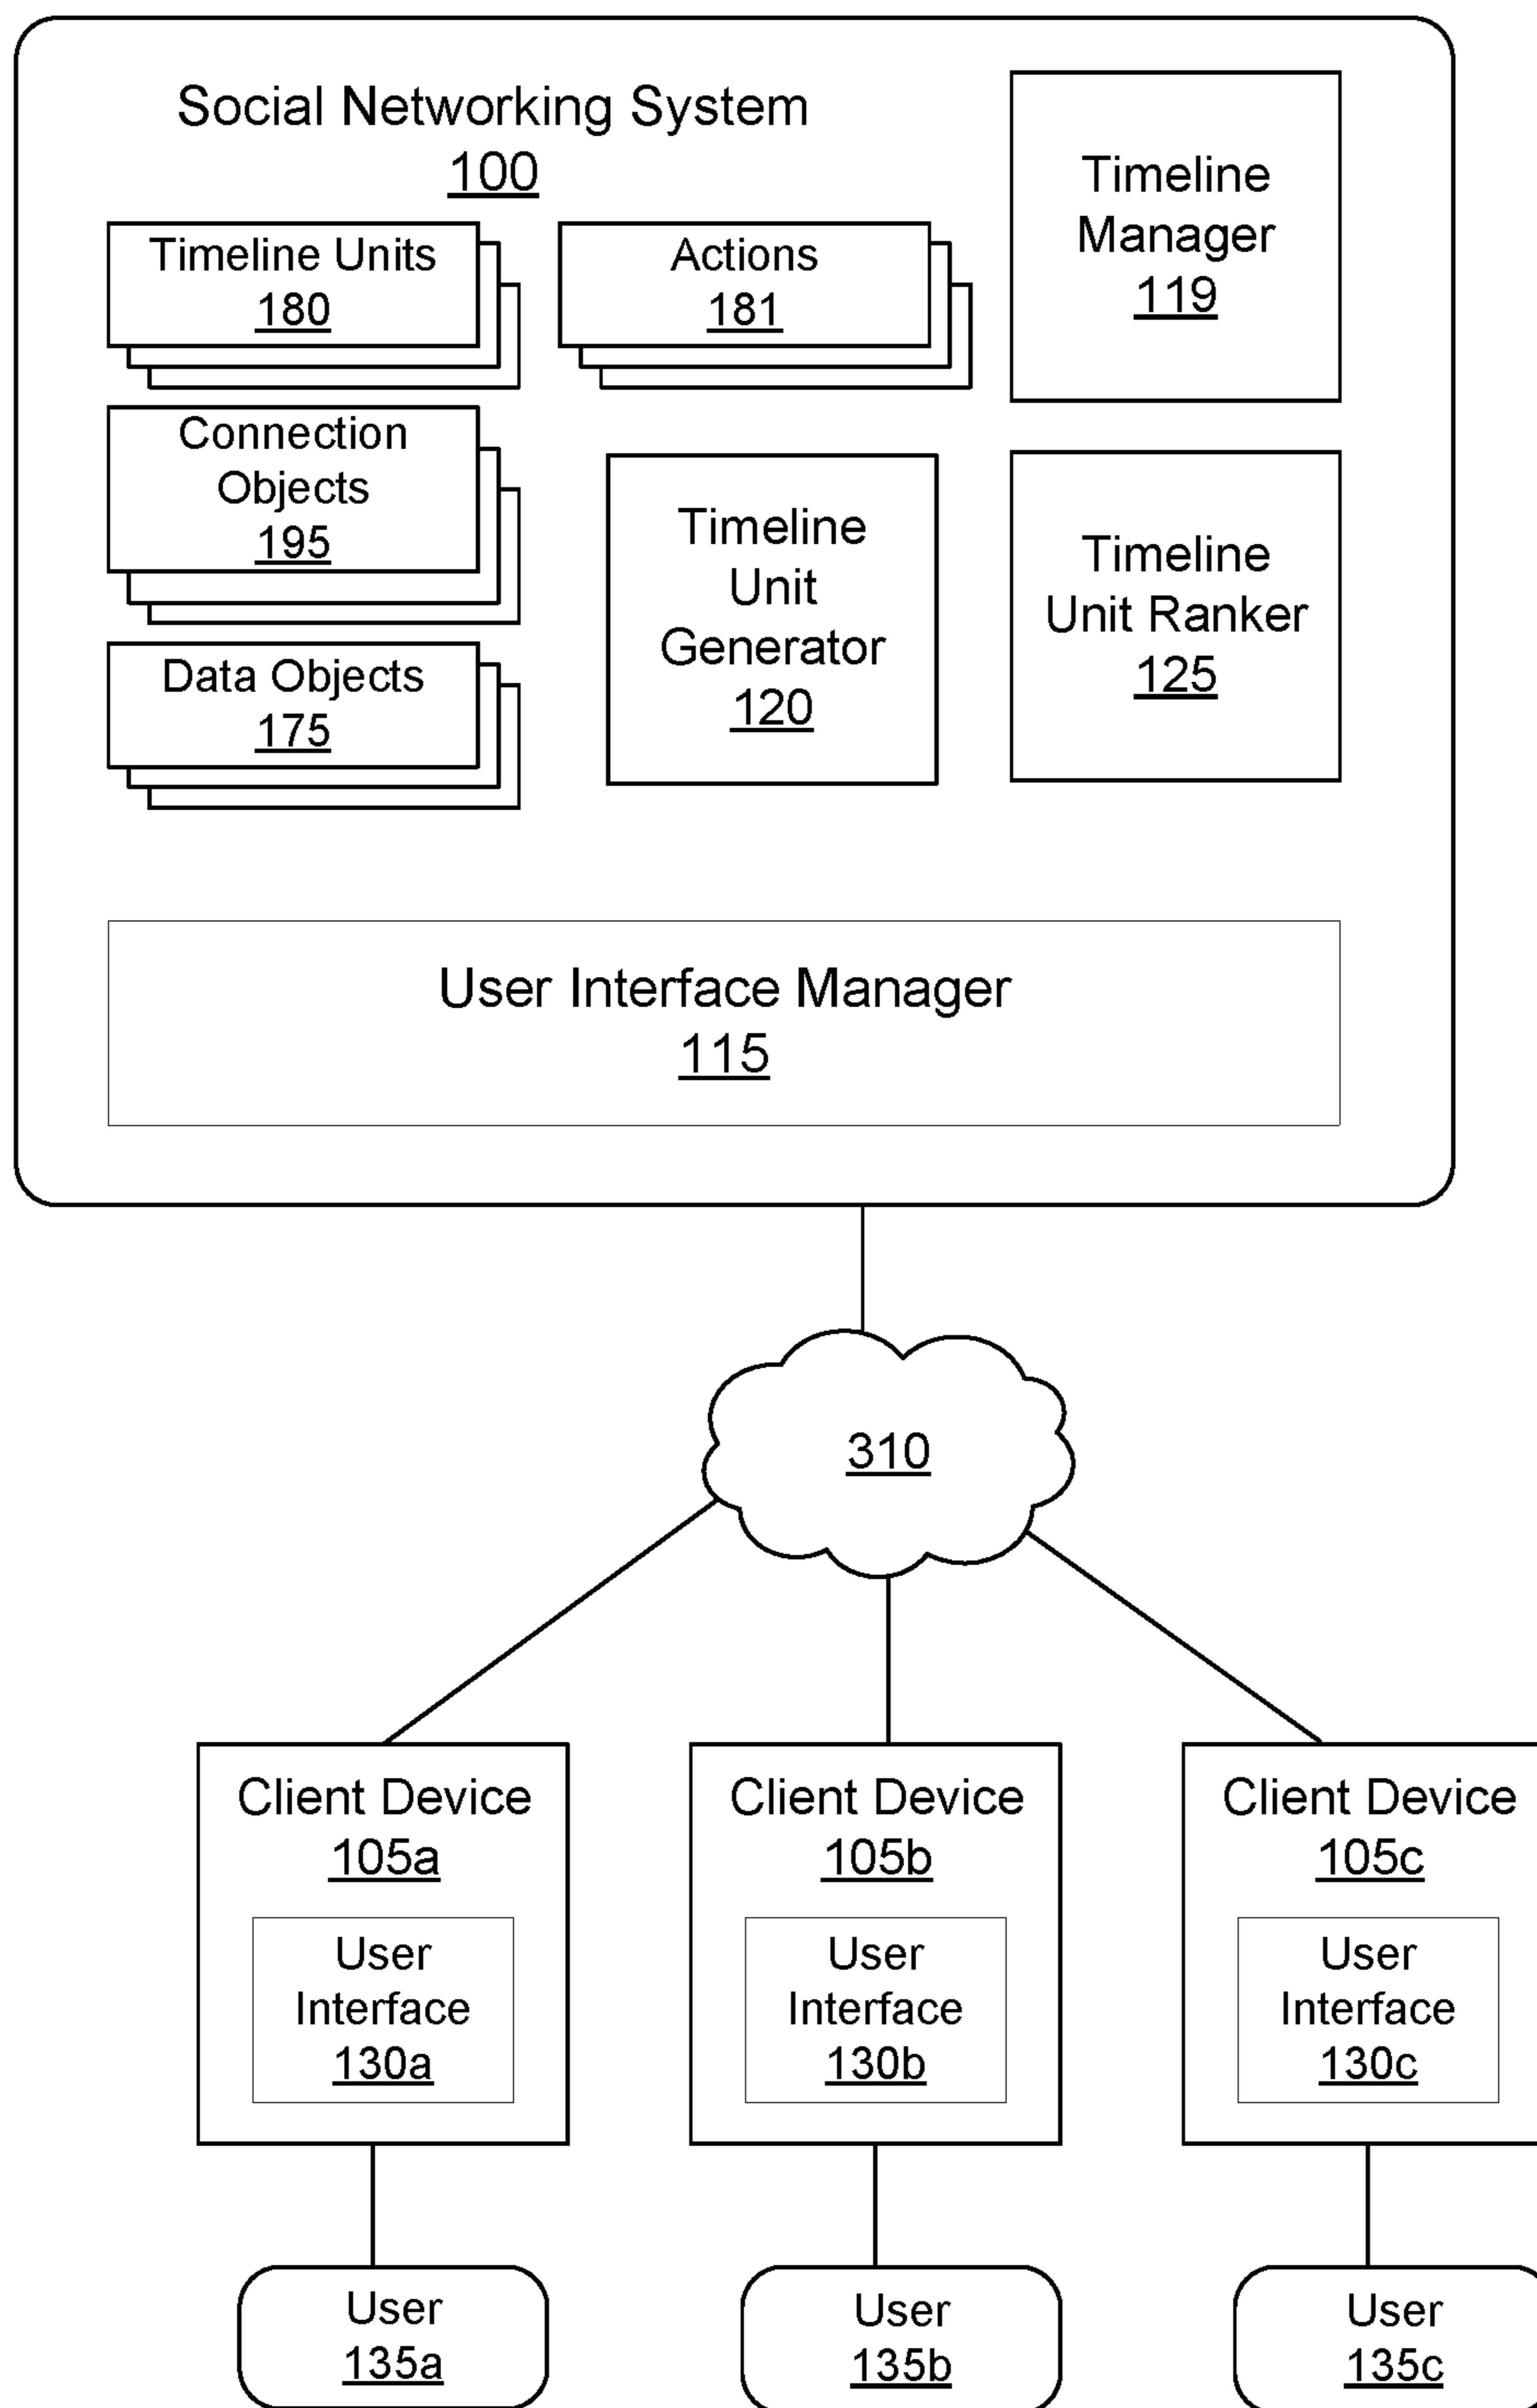 Social Networking System
100
Timeline
Manager
119
Timeline Units
180
Actions
181
Connection
Objects
195
Timeline
Unit
Generator
120
Timeline
Unit Ranker
125
Data Objects
175
User Interface Manager
115
310
Client Device
105a
User
Interface
130a
Client Device
105b
User
Interface
130b
Client Device
105c
User
Interface
130c
User
135a
User
135b
User
135c